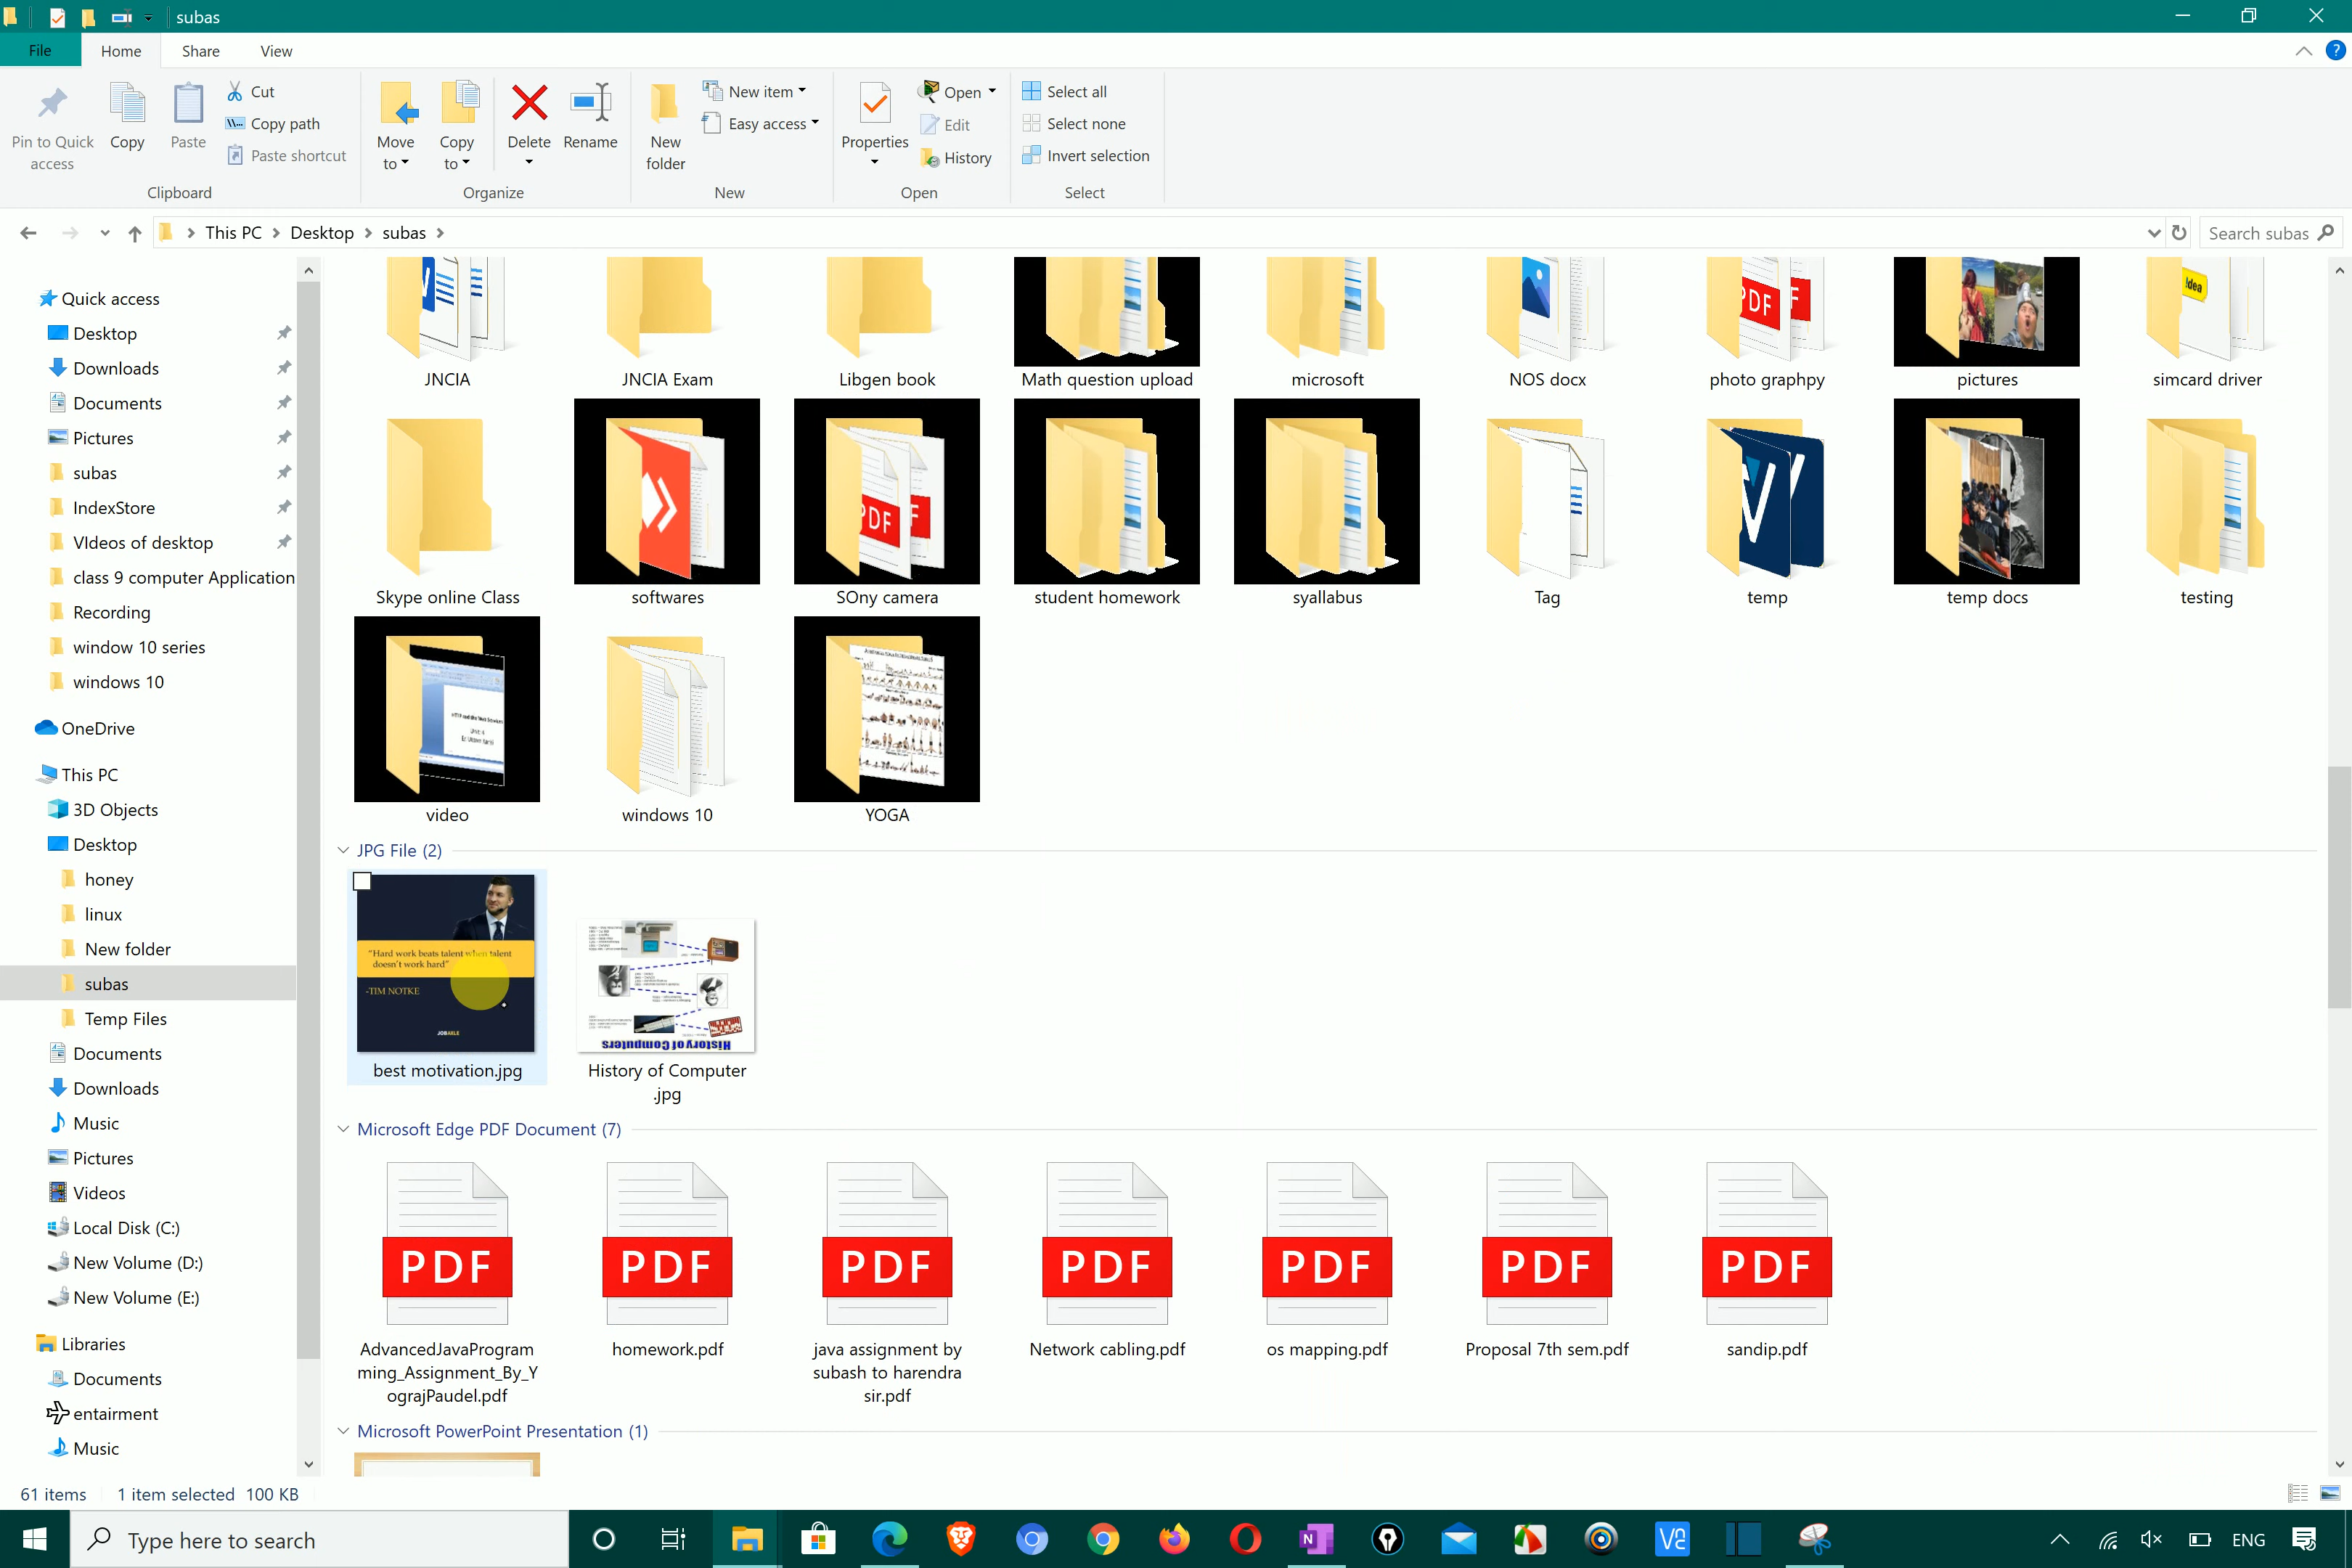 subas
File Home Share View
Pin to Quick access
Copy
Paste
Cut
Copy path
Paste shortcut
Clipboard
Move to
Copy to
Delete
Rename
Organize
New folder
New item
Easy access
New
Properties
Open
Edit
History
Open
Select all
Select none
Invert selection
Select
This PC > Desktop > subas >
Search subas
Quick access
Desktop
Downloads
Documents
Pictures
subas
IndexStore
VIdeos of desktop
class 9 computer Application
Recording
window 10 series
windows 10
OneDrive
This PC
3D Objects
Desktop
honey
linux
New folder
subas
Temp Files
Documents
Downloads
Music
Pictures
Videos
Local Disk (C:)
New Volume (D:)
New Volume (E:)
Libraries
Documents
entairment
Music
PDF
!dea
JNCIA
JNCIA Exam
Libgen book
Math question upload
microsoft
NOS docx
photo graphpy
pictures
simcard driver
PDF
Skype online Class
softwares
SOny camera
student homework
syallabus
Tag
temp
temp docs
testing
video
windows 10
YOGA
JPG File (2)
"Hard work beats talent when talent
doesn't work hard"
-TIM NOTKE
JOBABLE
best motivation.jpg
History of Computers
History of Computer
.jpg
Microsoft Edge PDF Document (7)
PDF PDF PDF PDF PDF PDF PDF
AdvancedJavaProgram
ming_Assignment_By_Y
ograjPaudel.pdf
homework.pdf
java assignment by
subash to harendra
sir.pdf
Network cabling.pdf
os mapping.pdf
Proposal 7th sem.pdf
sandip.pdf
Microsoft PowerPoint Presentation (1)
61 items 1 item selected 100 KB
Type here to search
ENG